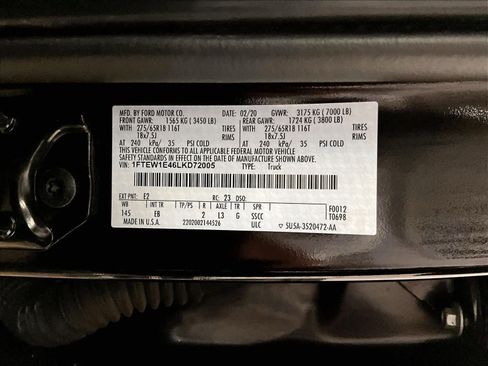 MFD. BY FORD MOTOR CO. DATE: 02/20 GVWR: 3175 KG ( 7000 LB)
FRONT GAWR: 1565 KG ( 3450 LB) REAR GAWR: 1724 KG ( 3800 LB)
WITH 275/65R18 116T TIRES WITH 275/65R18 116T TIRES
18x7.5J RIMS 18x7.5J RIMS
AT 240 kPa/ 35 PSI COLD AT 240 kPa/ 35 PSI COLD
THIS VEHICLE CONFORMS TO ALL APPLICABLE FEDERAL MOTOR VEHICLE
SAFETY STANDARDS IN EFFECT ON THE DATE OF MANUFACTURE SHOWN ABOVE.
VIN: 1FTEW1E46LKD72005 TYPE: Truck
EXT PNT: E2 RC: 23 DSO: F0012
WB INT TR TP/PS R AXLE TR SPR T0698
145 EB 2 L3 G SSCC
MADE IN U.S.A. 2202002144526 ULC 5U5A-3520472-AA